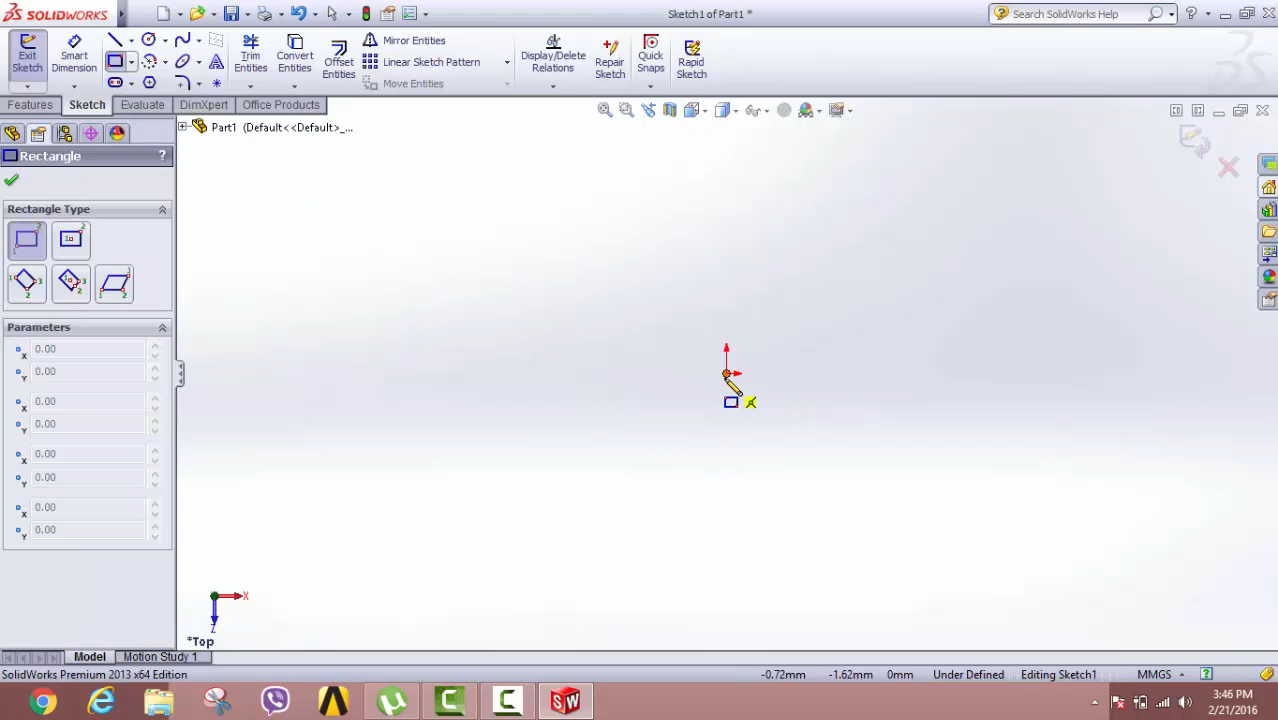 SOLIDWORKS
Sketch1 of Part1 *
Search SolidWorks Help
Exit Sketch
Smart Dimension
Trim Entities
Convert Entities
Offset Entities
Mirror Entities
Linear Sketch Pattern
Move Entities
Display/Delete Relations
Repair Sketch
Quick Snaps
Rapid Sketch
Features
Sketch
Evaluate
DimXpert
Office Products
Part1 (Default<<Default>_...
Rectangle
?
Rectangle Type
Parameters
X 0.00
Y 0.00
X 0.00
Y 0.00
X 0.00
Y 0.00
X 0.00
Y 0.00
X
Z
*Top
Model
Motion Study 1
SolidWorks Premium 2013 x64 Edition
-0.72mm
-1.62mm
0mm
Under Defined
Editing Sketch1
MMGS
3:46 PM
2/21/2016